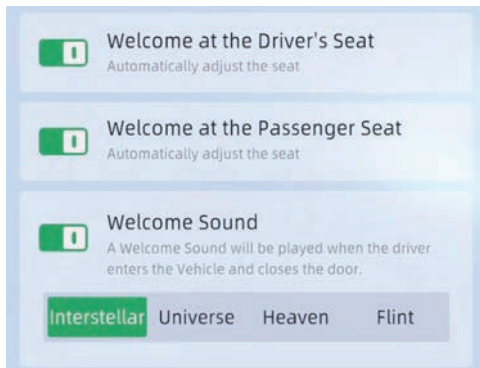 Welcome at the Driver's Seat
Automatically adjust the seat
Welcome at the Passenger Seat
Automatically adjust the seat
Welcome Sound
A Welcome Sound will be played when the driver
enters the Vehicle and closes the door.
Interstellar Universe Heaven Flint